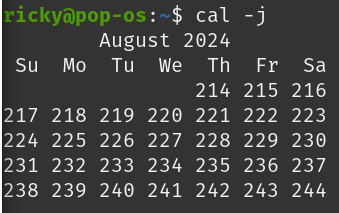 ricky@pop-os:~$ cal -j
August 2024
Su Mo Tu We Th Fr Sa
214 215 216
217 218 219 220 221 222 223
224 225 226 227 228 229 230
231 232 233 234 235 236 237
238 239 240 241 242 243 244